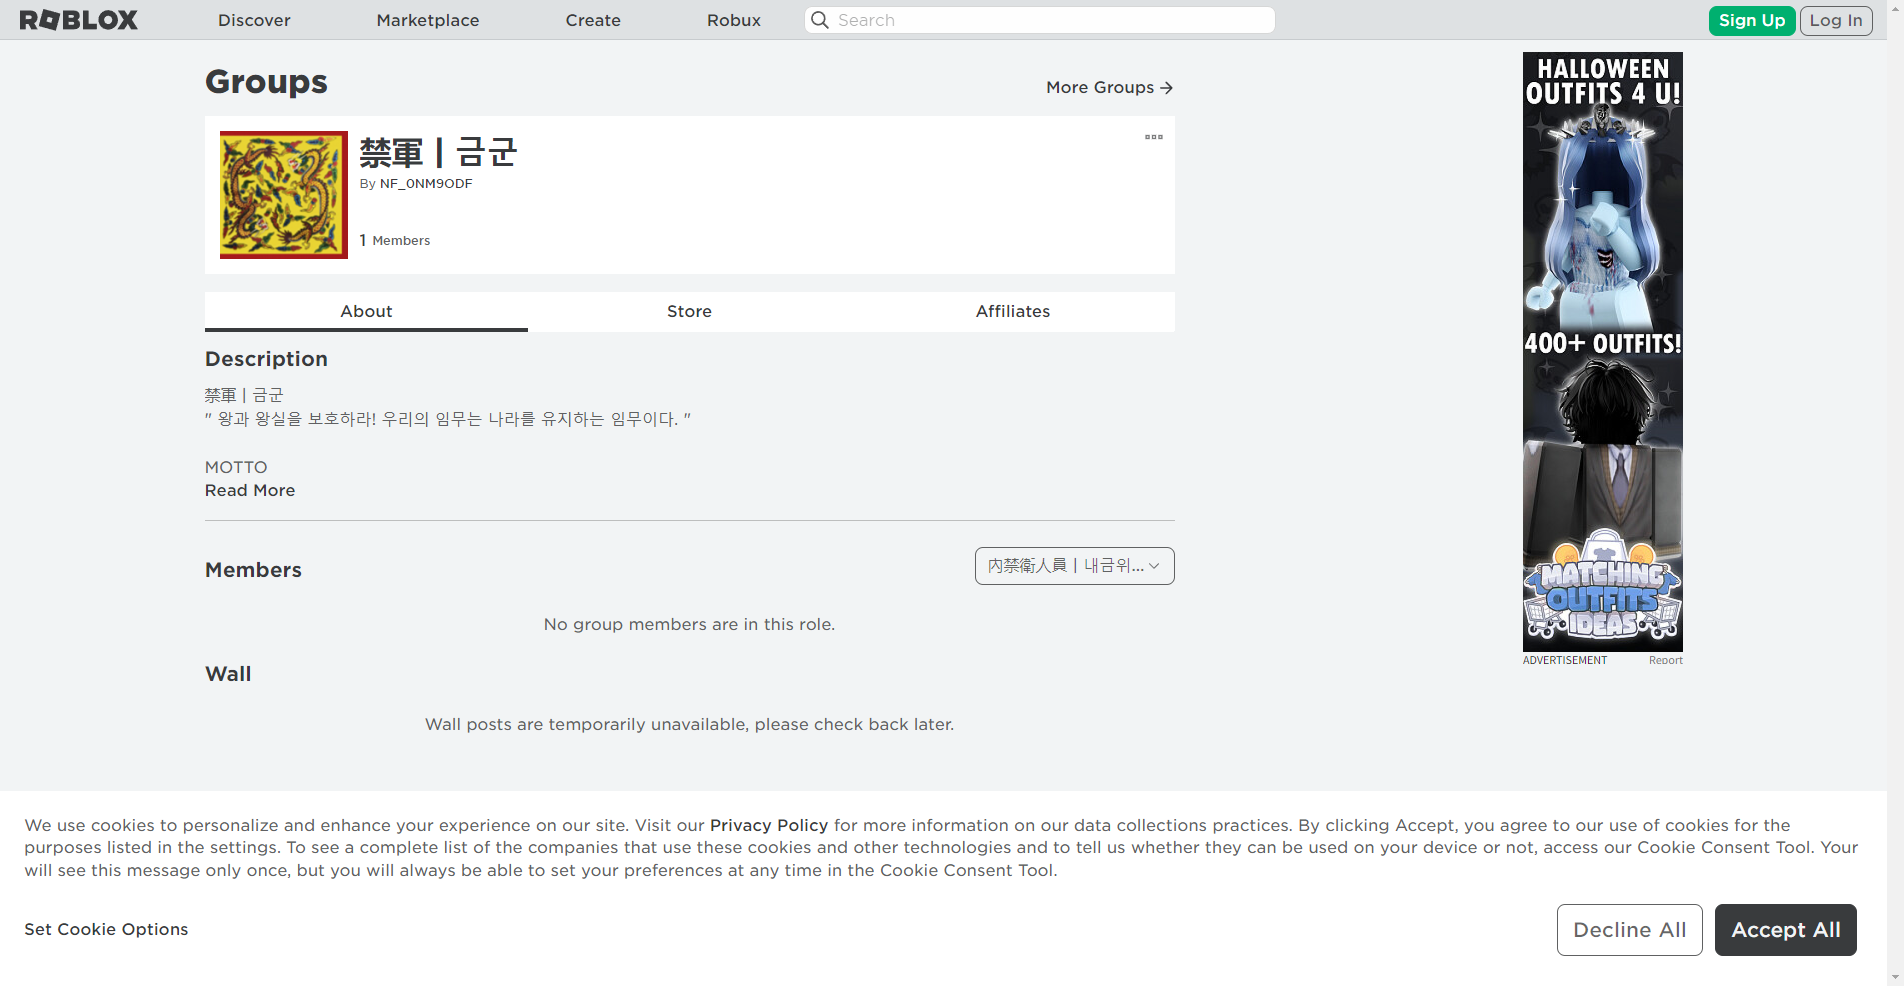 ROBLOX
Discover
Marketplace
Create
Robux
Search
Sign Up
Log In
Groups
More Groups →
禁軍 | 금군
By NF_0NM9ODF
1 Members
About
Store
Affiliates
Description
禁軍 | 금군
" 왕과 왕실을 보호하라! 우리의 임무는 나라를 유지하는 임무이다. "
MOTTO
Read More
Members
內禁衛人員 | 내금위...
No group members are in this role.
Wall
Wall posts are temporarily unavailable, please check back later.
HALLOWEEN
OUTFITS 4 U!
400+ OUTFITS!
MATCHING
OUTFITS
IDEAS
ADVERTISEMENT
Report
We use cookies to personalize and enhance your experience on our site. Visit our Privacy Policy for more information on our data collections practices. By clicking Accept, you agree to our use of cookies for the
purposes listed in the settings. To see a complete list of the companies that use these cookies and other technologies and to tell us whether they can be used on your device or not, access our Cookie Consent Tool. Your
will see this message only once, but you will always be able to set your preferences at any time in the Cookie Consent Tool.
Set Cookie Options
Decline All
Accept All